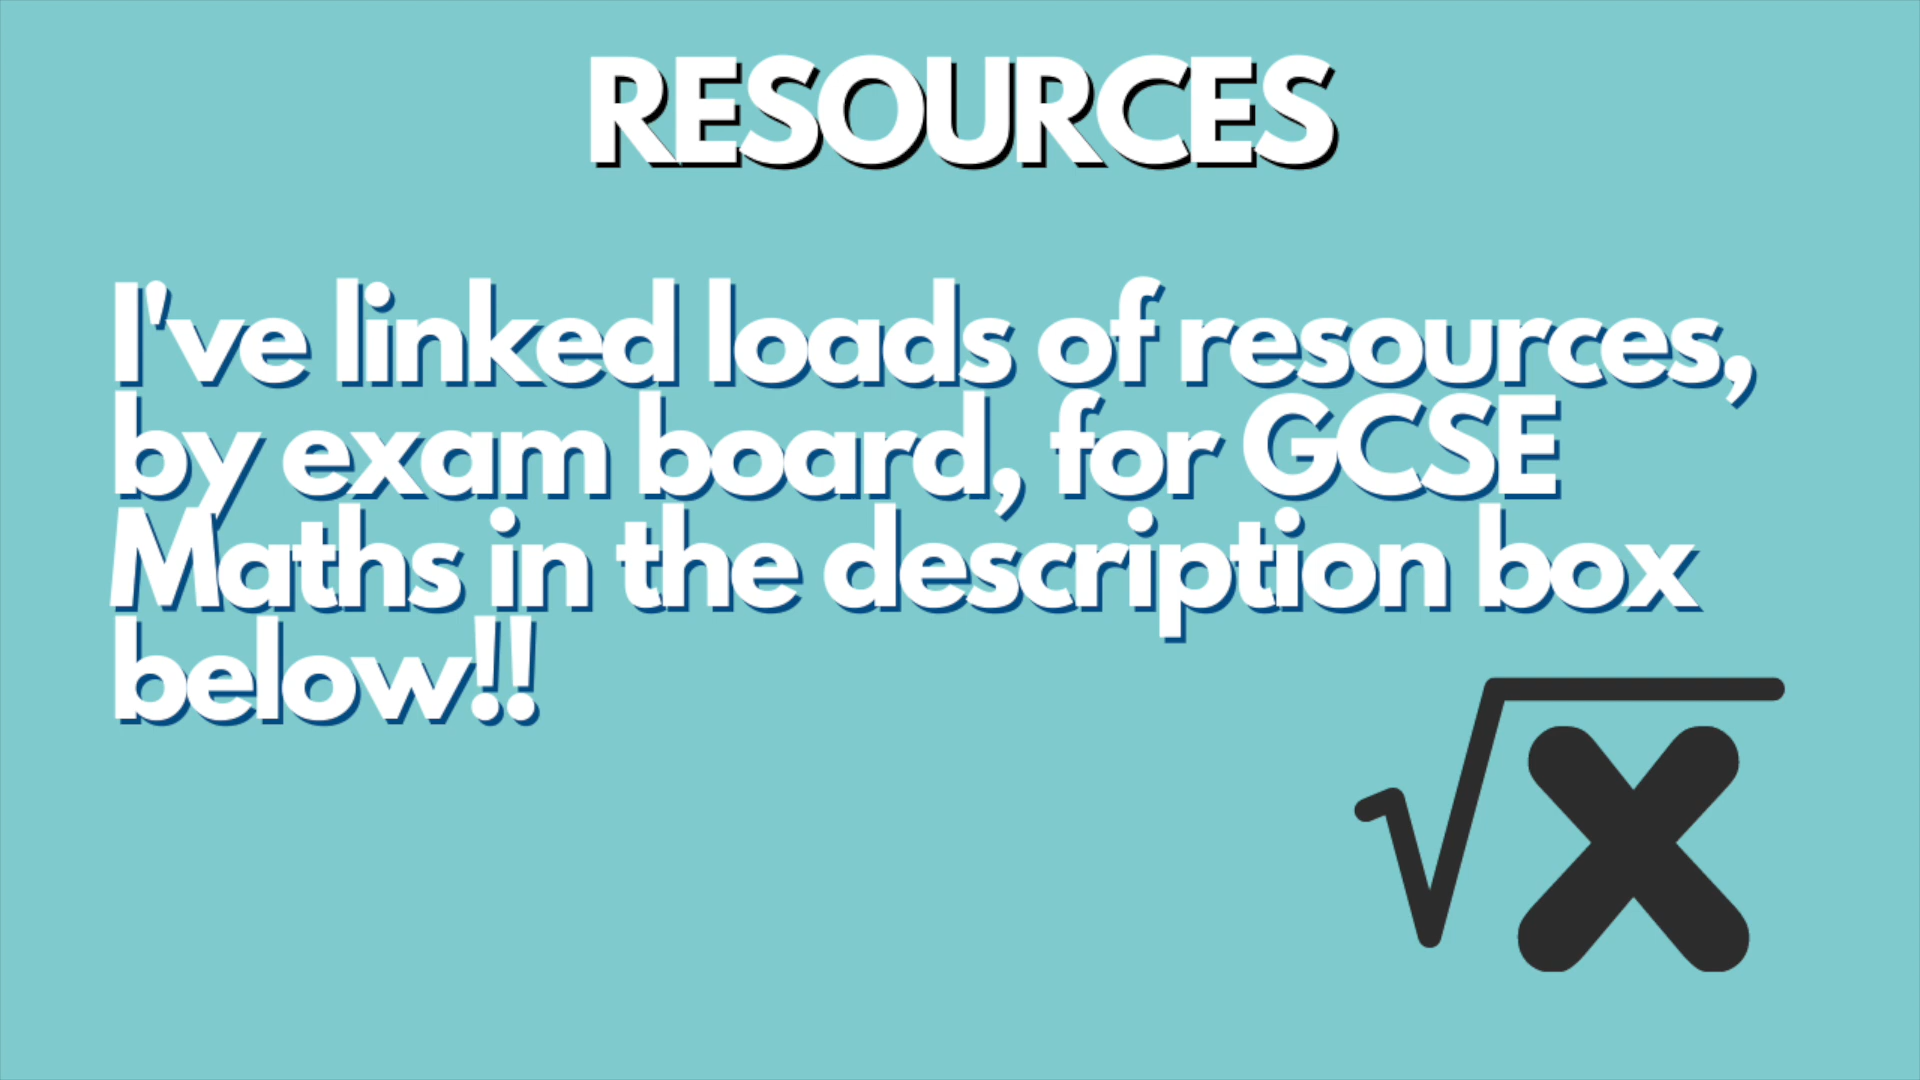 RESOURCES
I've linked loads of resources,
by exam board, for GCSE
Maths in the description box
below!!
√x